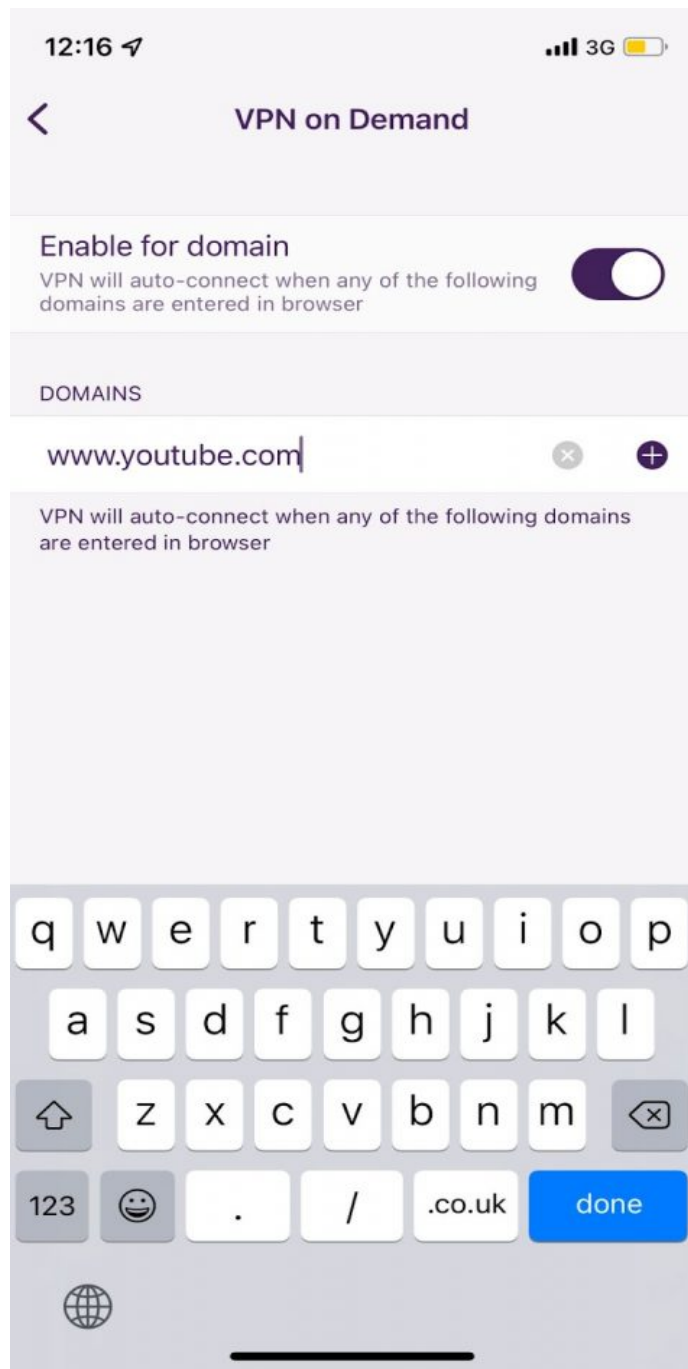 12:16 3G
VPN on Demand
Enable for domain
VPN will auto-connect when any of the following
domains are entered in browser
DOMAINS
www.youtube.com
VPN will auto-connect when any of the following domains
are entered in browser
q w e r t y u i o p
a s d f g h j k l
z x c v b n m
123 . / .co.uk done